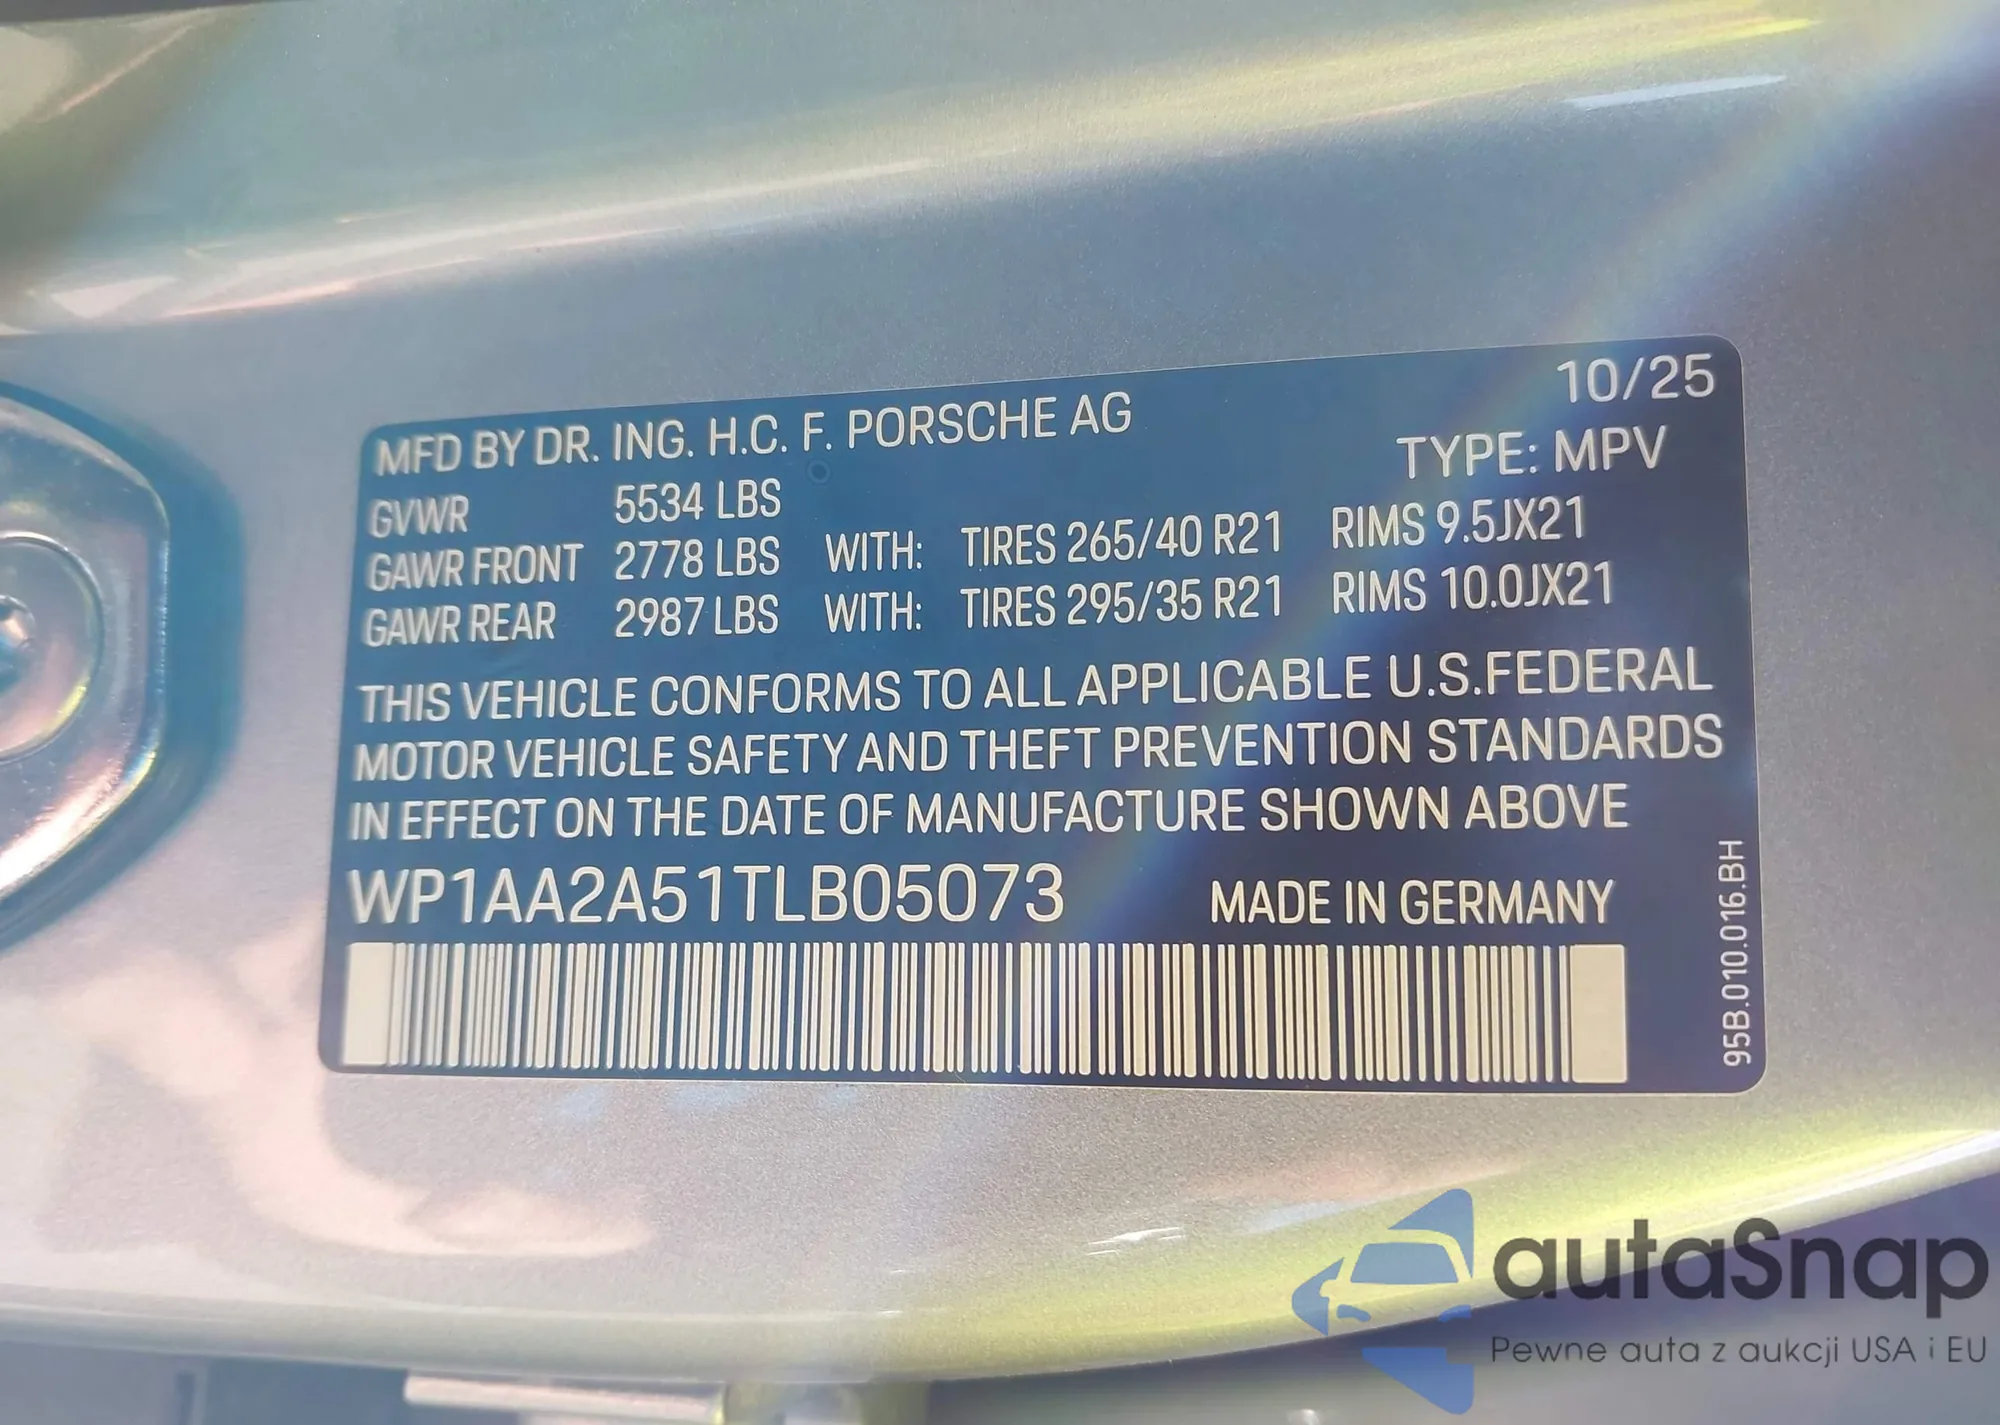 10/25
MFD BY DR. ING. H.C. F. PORSCHE AG
TYPE: MPV
GVWR 5534 LBS
GAWR FRONT 2778 LBS WITH: TIRES 265/40 R21 RIMS 9.5JX21
GAWR REAR 2987 LBS WITH: TIRES 295/35 R21 RIMS 10.0JX21
THIS VEHICLE CONFORMS TO ALL APPLICABLE U.S.FEDERAL
MOTOR VEHICLE SAFETY AND THEFT PREVENTION STANDARDS
IN EFFECT ON THE DATE OF MANUFACTURE SHOWN ABOVE
WP1AA2A51TLB05073 MADE IN GERMANY
95B.010.016.BH
autaSnap
Pewne auta z aukcji USA i EU